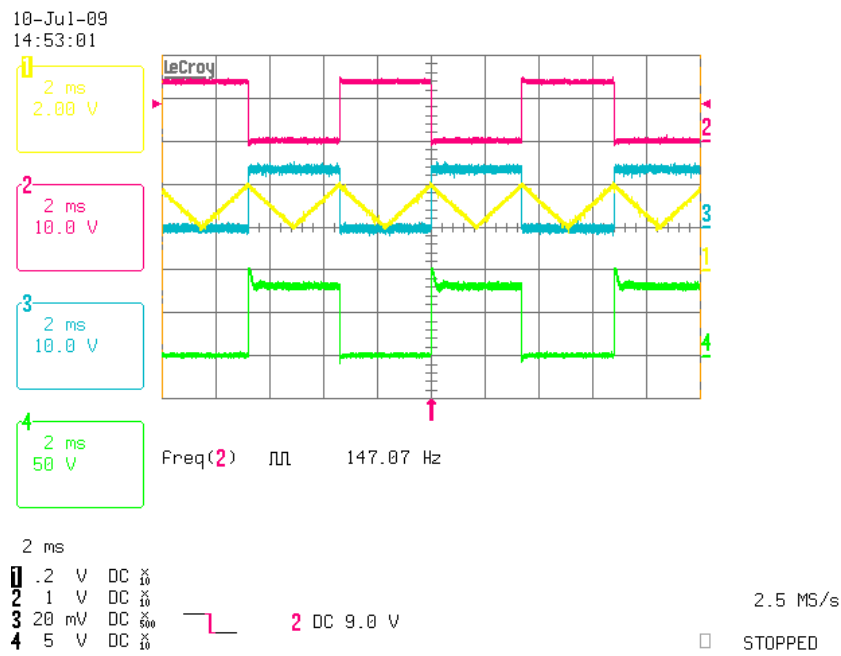 10-Jul-09
14:53:01
LeCroy
1
2 ms
2.00 V
2
2 ms
10.0 V
3
2 ms
10.0 V
4
2 ms
50 V
2
3
1
4
Freq(2) 147.07 Hz
2 ms
1 .2 V DC X10
2 1 V DC X10
3 20 mV DC X500
4 5 V DC X10
2 DC 9.0 V
2.5 MS/s
STOPPED